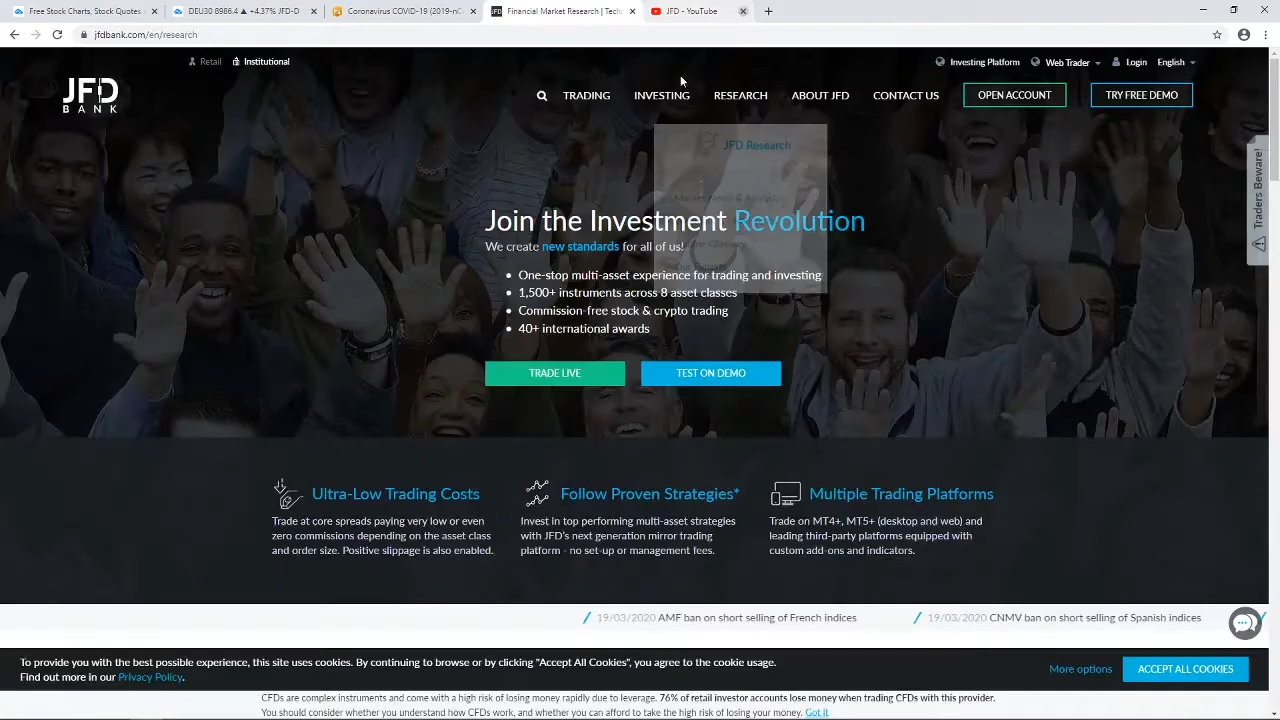 Free Stock Charts, Stock Quotes
DEU30 8986.4 ▲ +4.37% JFD-D
Coronavirus COVID-19 (2019-nC
Financial Market Research | Tech
JFD - YouTube
jfdbank.com/en/research
Retail
Institutional
Investing Platform
Web Trader
Login
English
JFD
BANK
TRADING
INVESTING
RESEARCH
ABOUT JFD
CONTACT US
OPEN ACCOUNT
TRY FREE DEMO
JFD Research
Traders Beware!
Join the Investment Revolution
We create new standards for all of us!
• One-stop multi-asset experience for trading and investing
• 1,500+ instruments across 8 asset classes
• Commission-free stock & crypto trading
• 40+ international awards
TRADE LIVE
TEST ON DEMO
Ultra-Low Trading Costs
Trade at core spreads paying very low or even
zero commissions depending on the asset class
and order size. Positive slippage is also enabled.
Follow Proven Strategies*
Invest in top performing multi-asset strategies
with JFD's next generation mirror trading
platform - no set-up or management fees.
Multiple Trading Platforms
Trade on MT4+, MT5+ (desktop and web) and
leading third-party platforms equipped with
custom add-ons and indicators.
19/03/2020 AMF ban on short selling of French indices
19/03/2020 CNMV ban on short selling of Spanish indices
To provide you with the best possible experience, this site uses cookies. By continuing to browse or by clicking "Accept All Cookies", you agree to the cookie usage.
Find out more in our Privacy Policy.
More options
ACCEPT ALL COOKIES
CFDs are complex instruments and come with a high risk of losing money rapidly due to leverage. 76% of retail investor accounts lose money when trading CFDs with this provider.
You should consider whether you understand how CFDs work, and whether you can afford to take the high risk of losing your money. Got it